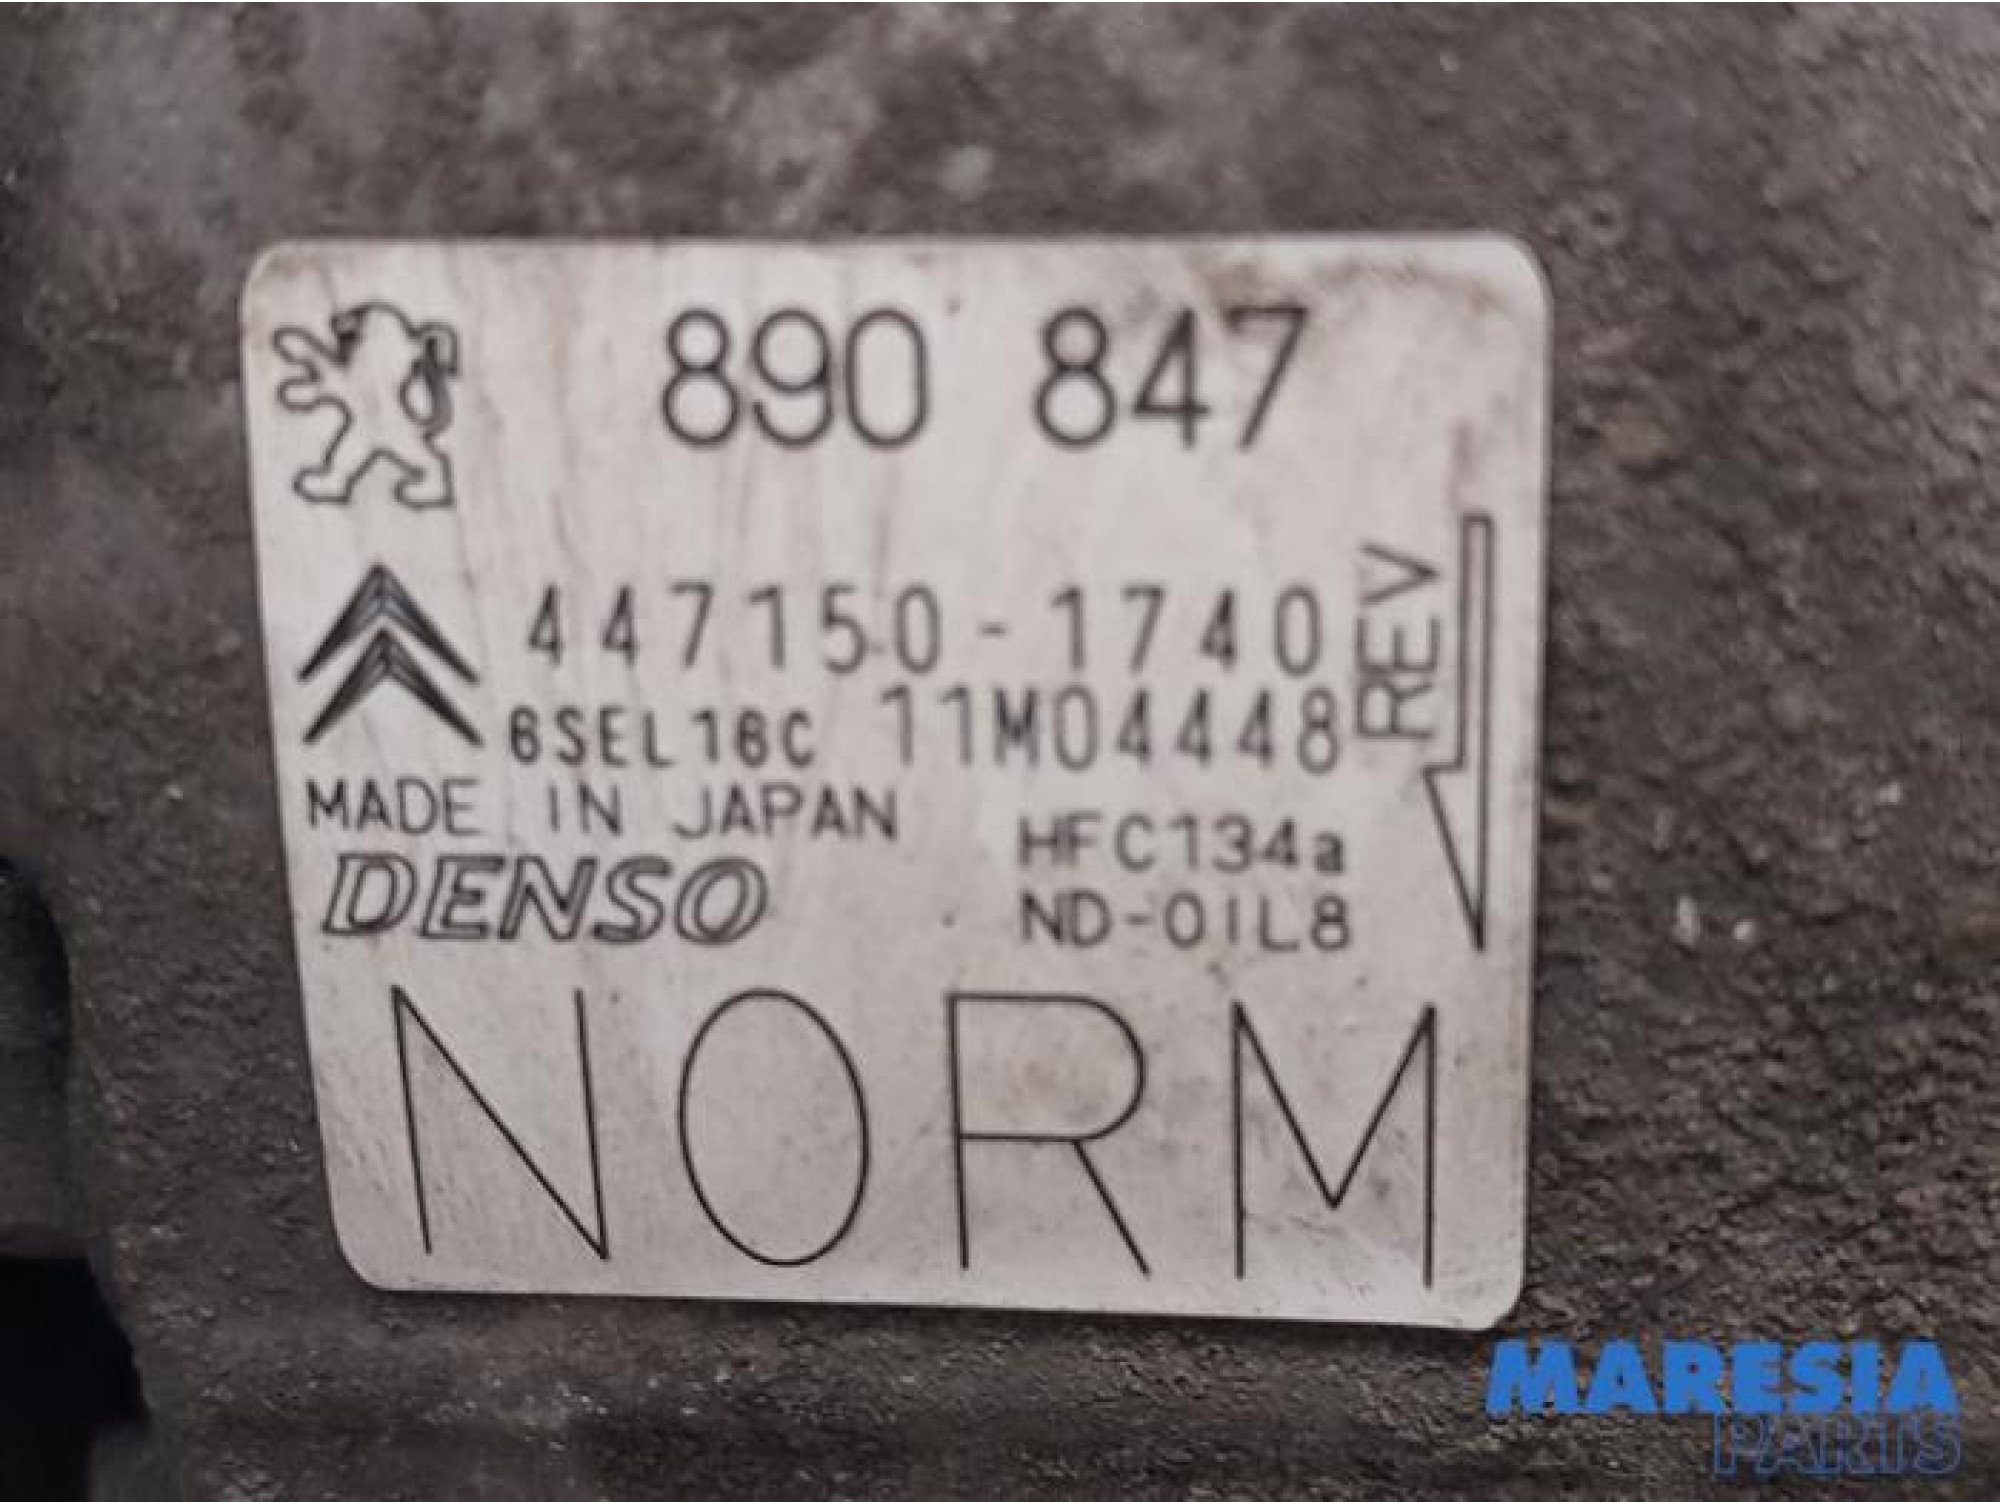 890 847
447150-1740
6SEL16C 11M04448
REV
MADE IN JAPAN
HFC134a
DENSO
ND-OIL8
NORM
MARESIA
PARTS